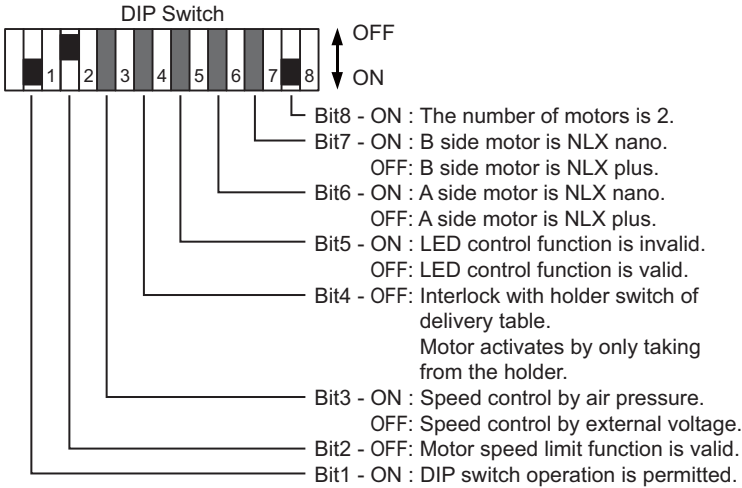 DIP Switch
OFF
1 2 3 4 5 6 7 8
ON
Bit8 - ON : The number of motors is 2.
Bit7 - ON : B side motor is NLX nano.
OFF: B side motor is NLX plus.
Bit6 - ON : A side motor is NLX nano.
OFF: A side motor is NLX plus.
Bit5 - ON : LED control function is invalid.
OFF: LED control function is valid.
Bit4 - OFF: Interlock with holder switch of
delivery table.
Motor activates by only taking
from the holder.
Bit3 - ON : Speed control by air pressure.
OFF: Speed control by external voltage.
Bit2 - OFF: Motor speed limit function is valid.
Bit1 - ON : DIP switch operation is permitted.